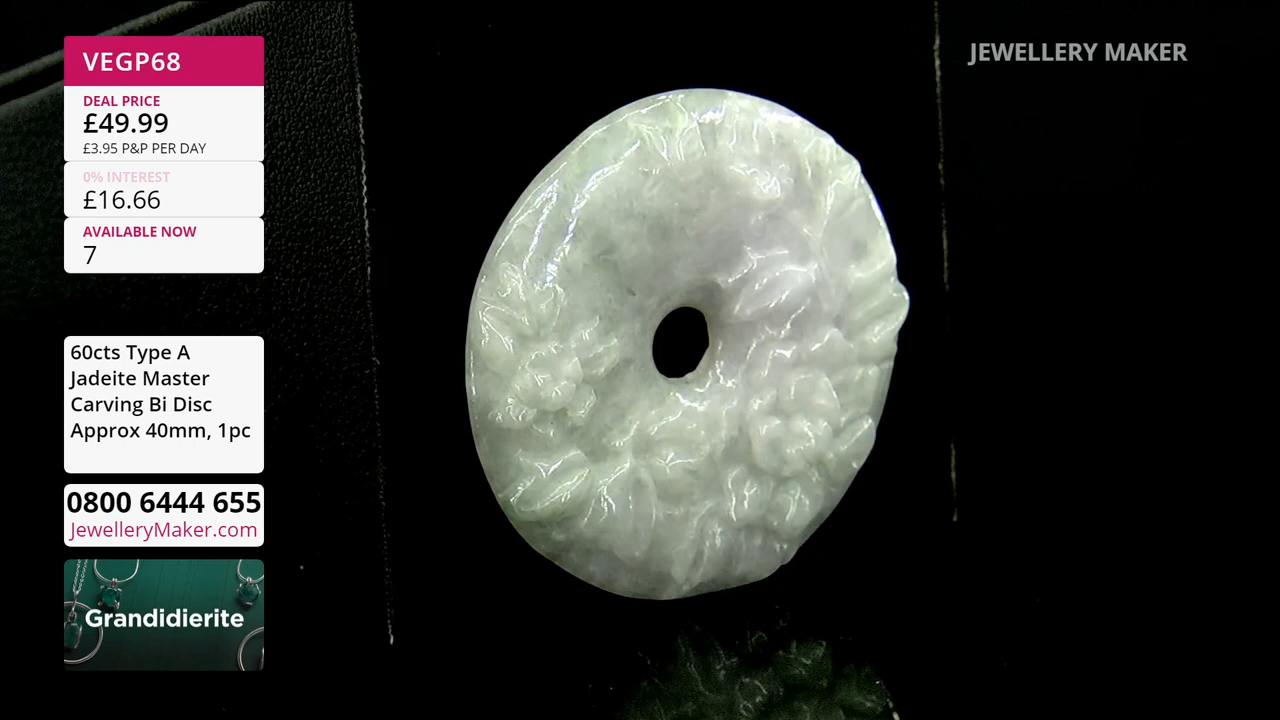 VEGP68
DEAL PRICE
£49.99
£3.95 P&P PER DAY
0% INTEREST
£16.66
AVAILABLE NOW
7
60cts Type A
Jadeite Master
Carving Bi Disc
Approx 40mm, 1pc
0800 6444 655
JewelleryMaker.com
Grandidierite
JEWELLERY MAKER